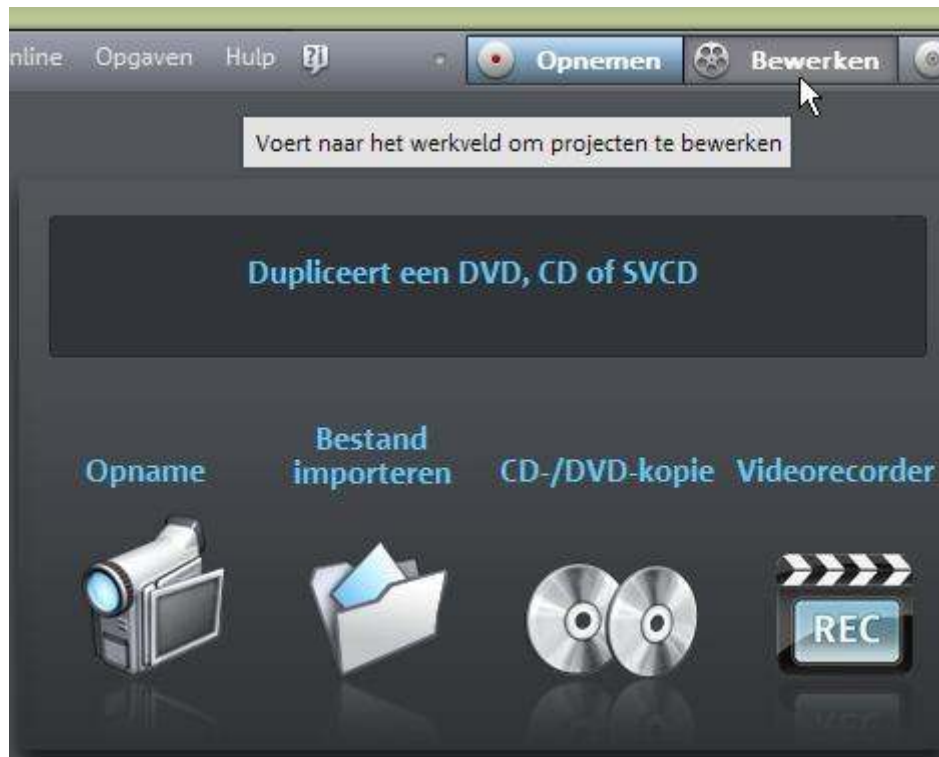 nline Opgaven Hulp Opnemen Bewerken
Voert naar het werkveld om projecten te bewerken
Dupliceert een DVD, CD of SVCD
Opname
Bestand
importeren
CD-/DVD-kopie
Videorecorder
REC